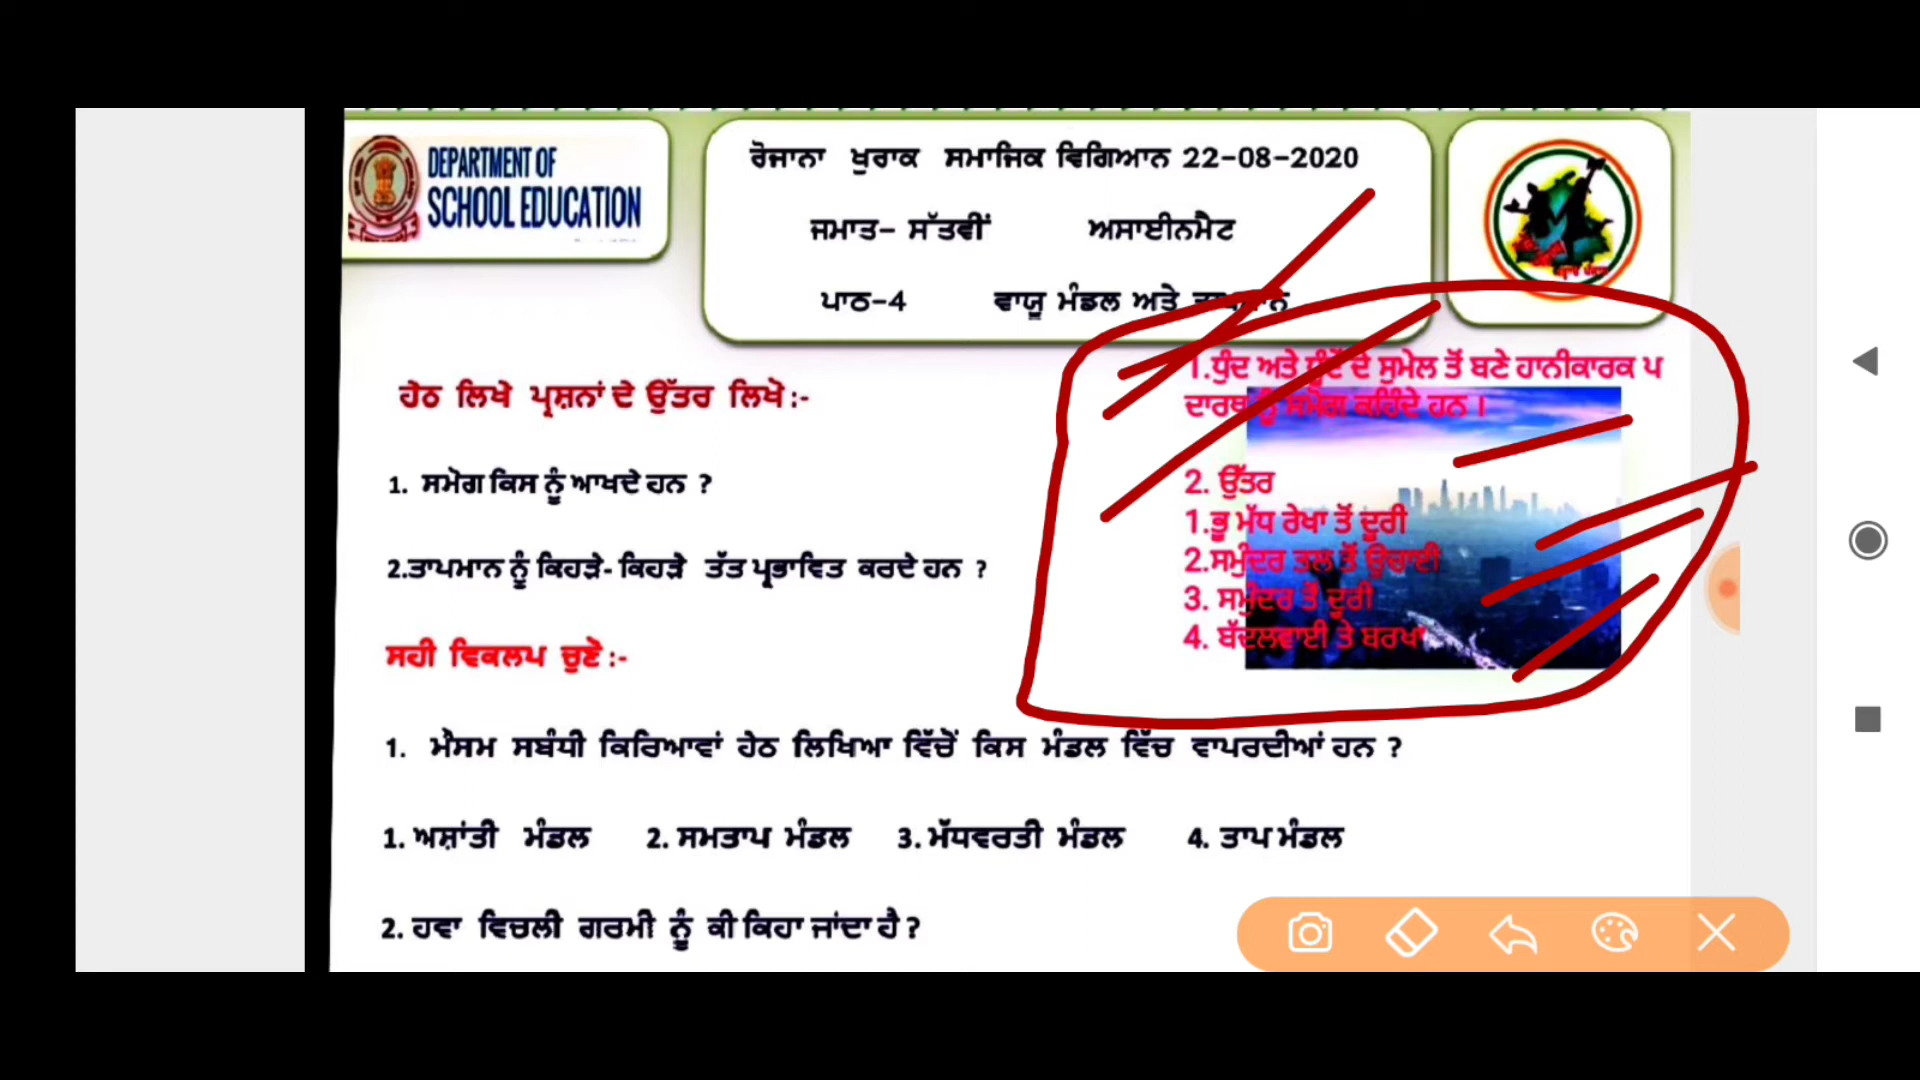 DEPARTMENT OF
SCHOOL EDUCATION
ਰੋਜਾਨਾ ਖੁਰਾਕ ਸਮਾਜਿਕ ਵਿਗਿਆਨ 22-08-2020
ਜਮਾਤ- ਸੱਤਵੀਂ ਅਸਾਈਨਮੈਂਟ
ਪਾਠ-4 ਵਾਯੂ ਮੰਡਲ ਅਤੇ
ਹੇਠ ਲਿਖੇ ਪ੍ਰਸ਼ਨਾਂ ਦੇ ਉੱਤਰ ਲਿਖੋ :-
1. ਸਮੋਗ ਕਿਸ ਨੂੰ ਆਖਦੇ ਹਨ ?
2.ਤਾਪਮਾਨ ਨੂੰ ਕਿਹੜੇ- ਕਿਹੜੇ ਤੱਤ ਪ੍ਰਭਾਵਿਤ ਕਰਦੇ ਹਨ ?
1.ਧੁੰਦ ਅਤੇ ਧੂੰਏਂ ਦੇ ਸੁਮੇਲ ਤੋਂ ਬਣੇ ਹਾਨੀਕਾਰਕ ਪ
ਦਾਰਥ ਨੂੰ ਸਮੋਗ ਕਹਿੰਦੇ ਹਨ ।
2. ਉੱਤਰ
1.ਭੂ ਮੱਧ ਰੇਖਾ ਤੋਂ ਦੂਰੀ
2.ਸਮੁੰਦਰ ਤਲ ਤੋਂ ਉਚਾਈ
3. ਸਮੁੰਦਰ ਤੋਂ ਦੂਰੀ
4. ਬੱਦਲਵਾਈ ਤੇ ਬਰਖਾ
ਸਹੀ ਵਿਕਲਪ ਚੁਣੋ :-
1. ਮੌਸਮ ਸਬੰਧੀ ਕਿਰਿਆਵਾਂ ਹੇਠ ਲਿਖਿਆ ਵਿੱਚੋਂ ਕਿਸ ਮੰਡਲ ਵਿੱਚ ਵਾਪਰਦੀਆਂ ਹਨ ?
1. ਅਸ਼ਾਂਤੀ ਮੰਡਲ 2. ਸਮਤਾਪ ਮੰਡਲ 3. ਮੱਧਵਰਤੀ ਮੰਡਲ 4. ਤਾਪ ਮੰਡਲ
2. ਹਵਾ ਵਿਚਲੀ ਗਰਮੀ ਨੂੰ ਕੀ ਕਿਹਾ ਜਾਂਦਾ ਹੈ ?